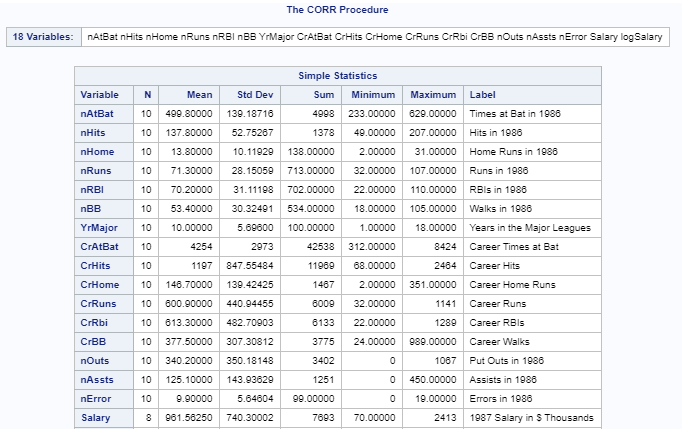 The CORR Procedure
18 Variables: nAtBat nHits nHome nRuns nRBI nBB YrMajor CrAtBat CrHits CrHome CrRuns CrRbi CrBB nOuts nAssts nError Salary logSalary
Simple Statistics
Variable N Mean Std Dev Sum Minimum Maximum Label
nAtBat 10 499.80000 139.18716 4998 233.00000 629.00000 Times at Bat in 1986
nHits 10 137.80000 52.75267 1378 49.00000 207.00000 Hits in 1986
nHome 10 13.80000 10.11929 138.00000 2.00000 31.00000 Home Runs in 1986
nRuns 10 71.30000 28.15059 713.00000 32.00000 107.00000 Runs in 1986
nRBI 10 70.20000 31.11198 702.00000 22.00000 110.00000 RBIs in 1986
nBB 10 53.40000 30.32491 534.00000 18.00000 105.00000 Walks in 1986
YrMajor 10 10.00000 5.69600 100.00000 1.00000 18.00000 Years in the Major Leagues
CrAtBat 10 4254 2973 42538 312.00000 8424 Career Times at Bat
CrHits 10 1197 847.55484 11969 68.00000 2464 Career Hits
CrHome 10 146.70000 139.42425 1467 2.00000 351.00000 Career Home Runs
CrRuns 10 600.90000 440.94455 6009 32.00000 1141 Career Runs
CrRbi 10 613.30000 482.70903 6133 22.00000 1289 Career RBIs
CrBB 10 377.50000 307.30812 3775 24.00000 989.00000 Career Walks
nOuts 10 340.20000 350.18148 3402 0 1067 Put Outs in 1986
nAssts 10 125.10000 143.93629 1251 0 450.00000 Assists in 1986
nError 10 9.90000 5.64604 99.00000 0 19.00000 Errors in 1986
Salary 8 961.56250 740.30002 7693 70.00000 2413 1987 Salary in $ Thousands